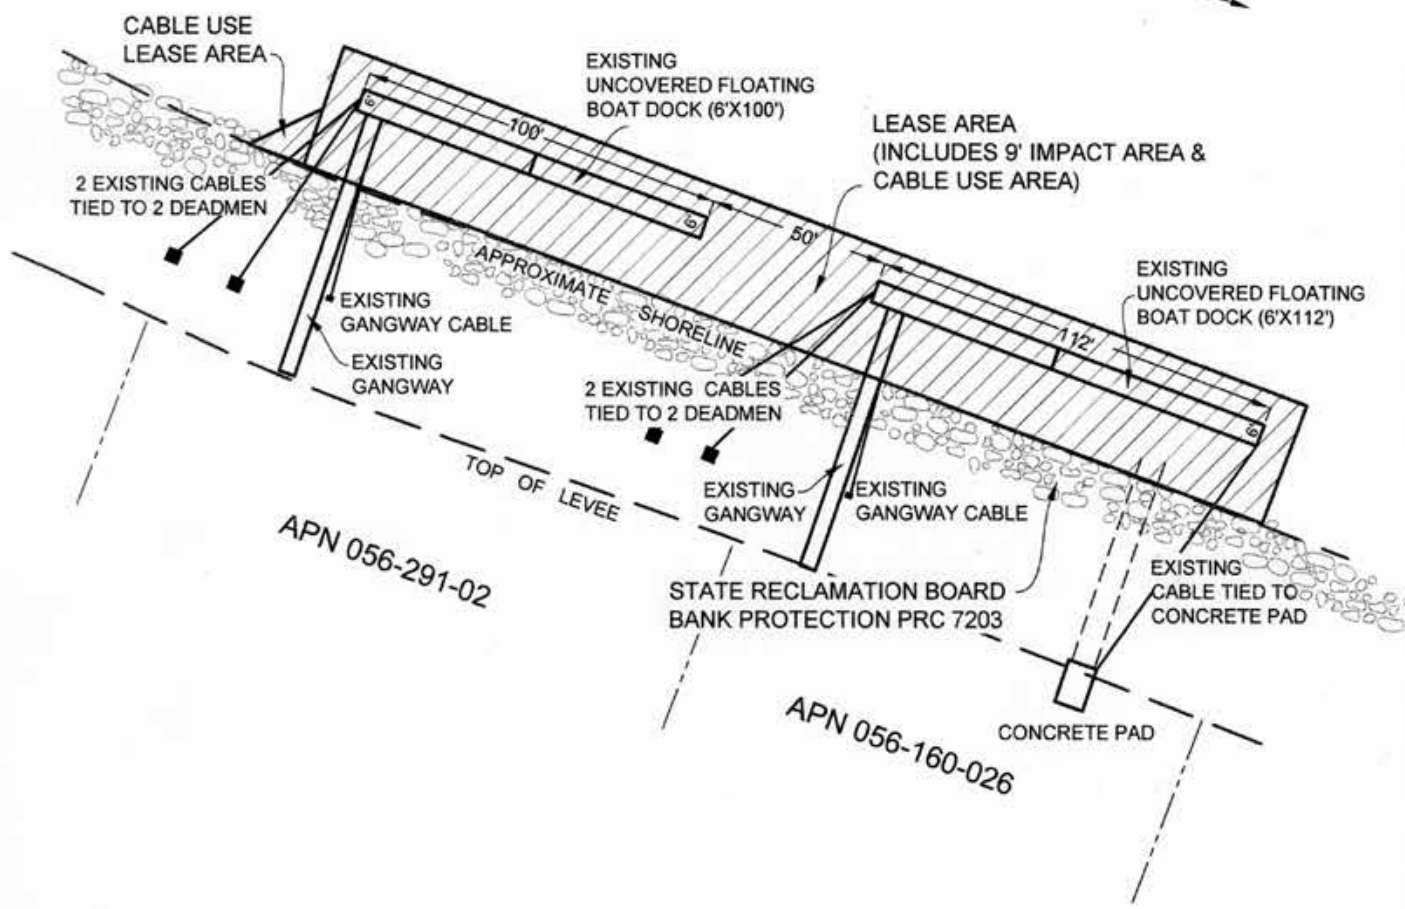 CABLE USE
LEASE AREA
EXISTING
UNCOVERED FLOATING
BOAT DOCK (6'X100')
LEASE AREA
(INCLUDES 9' IMPACT AREA &
CABLE USE AREA)
6'
100'
6'
50'
2 EXISTING CABLES
TIED TO 2 DEADMEN
EXISTING
UNCOVERED FLOATING
BOAT DOCK (6'X112')
112'
6'
APPROXIMATE SHORELINE
EXISTING
GANGWAY CABLE
EXISTING
GANGWAY
2 EXISTING CABLES
TIED TO 2 DEADMEN
TOP OF LEVEE
EXISTING
GANGWAY
EXISTING
GANGWAY CABLE
APN 056-291-02
STATE RECLAMATION BOARD
BANK PROTECTION PRC 7203
EXISTING
CABLE TIED TO
CONCRETE PAD
APN 056-160-026
CONCRETE PAD